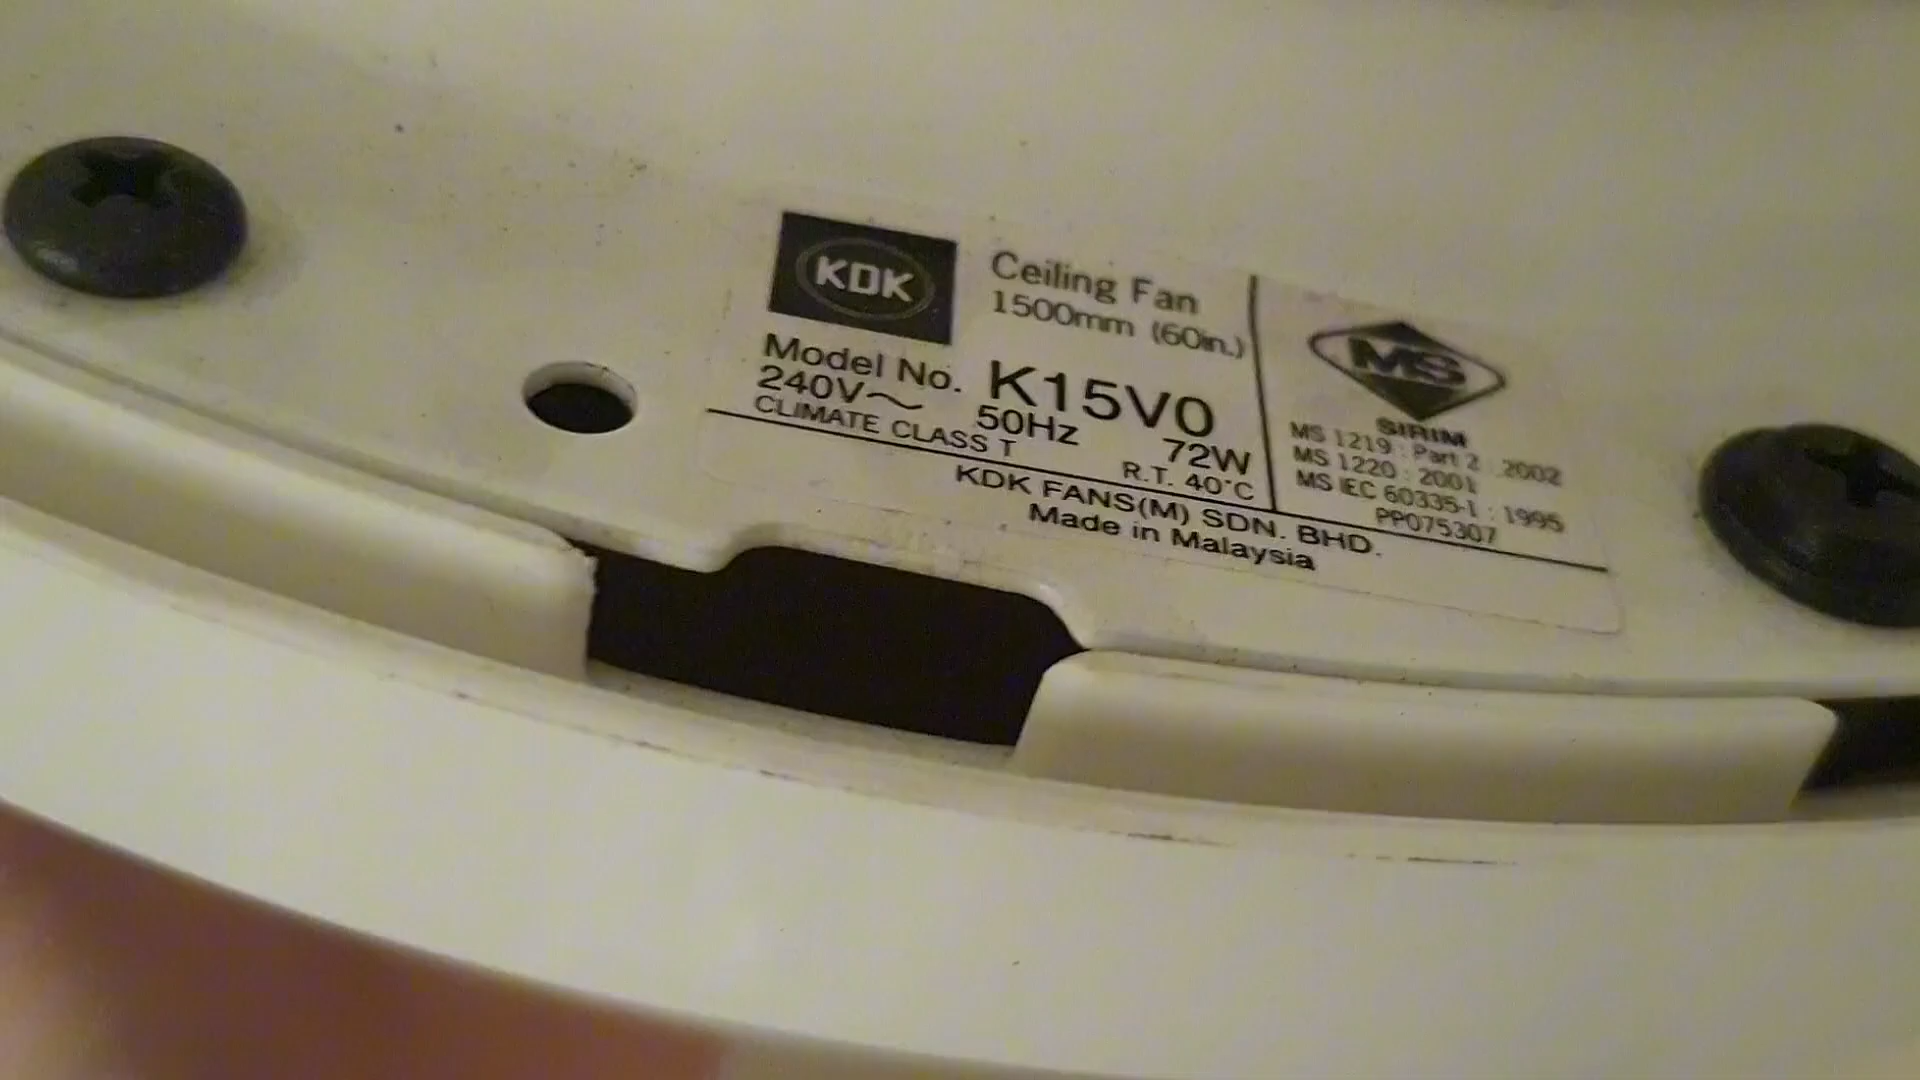 KDK
Ceiling Fan
1500mm (60in.)
Model No. K15V0
240V~ 50Hz 72W
CLIMATE CLASS T R.T. 40°C
MS
SIRIM
MS 1219 : Part 2 : 2002
MS 1220 : 2001
MS IEC 60335-1 : 1995
PP075307
KDK FANS(M) SDN. BHD.
Made in Malaysia